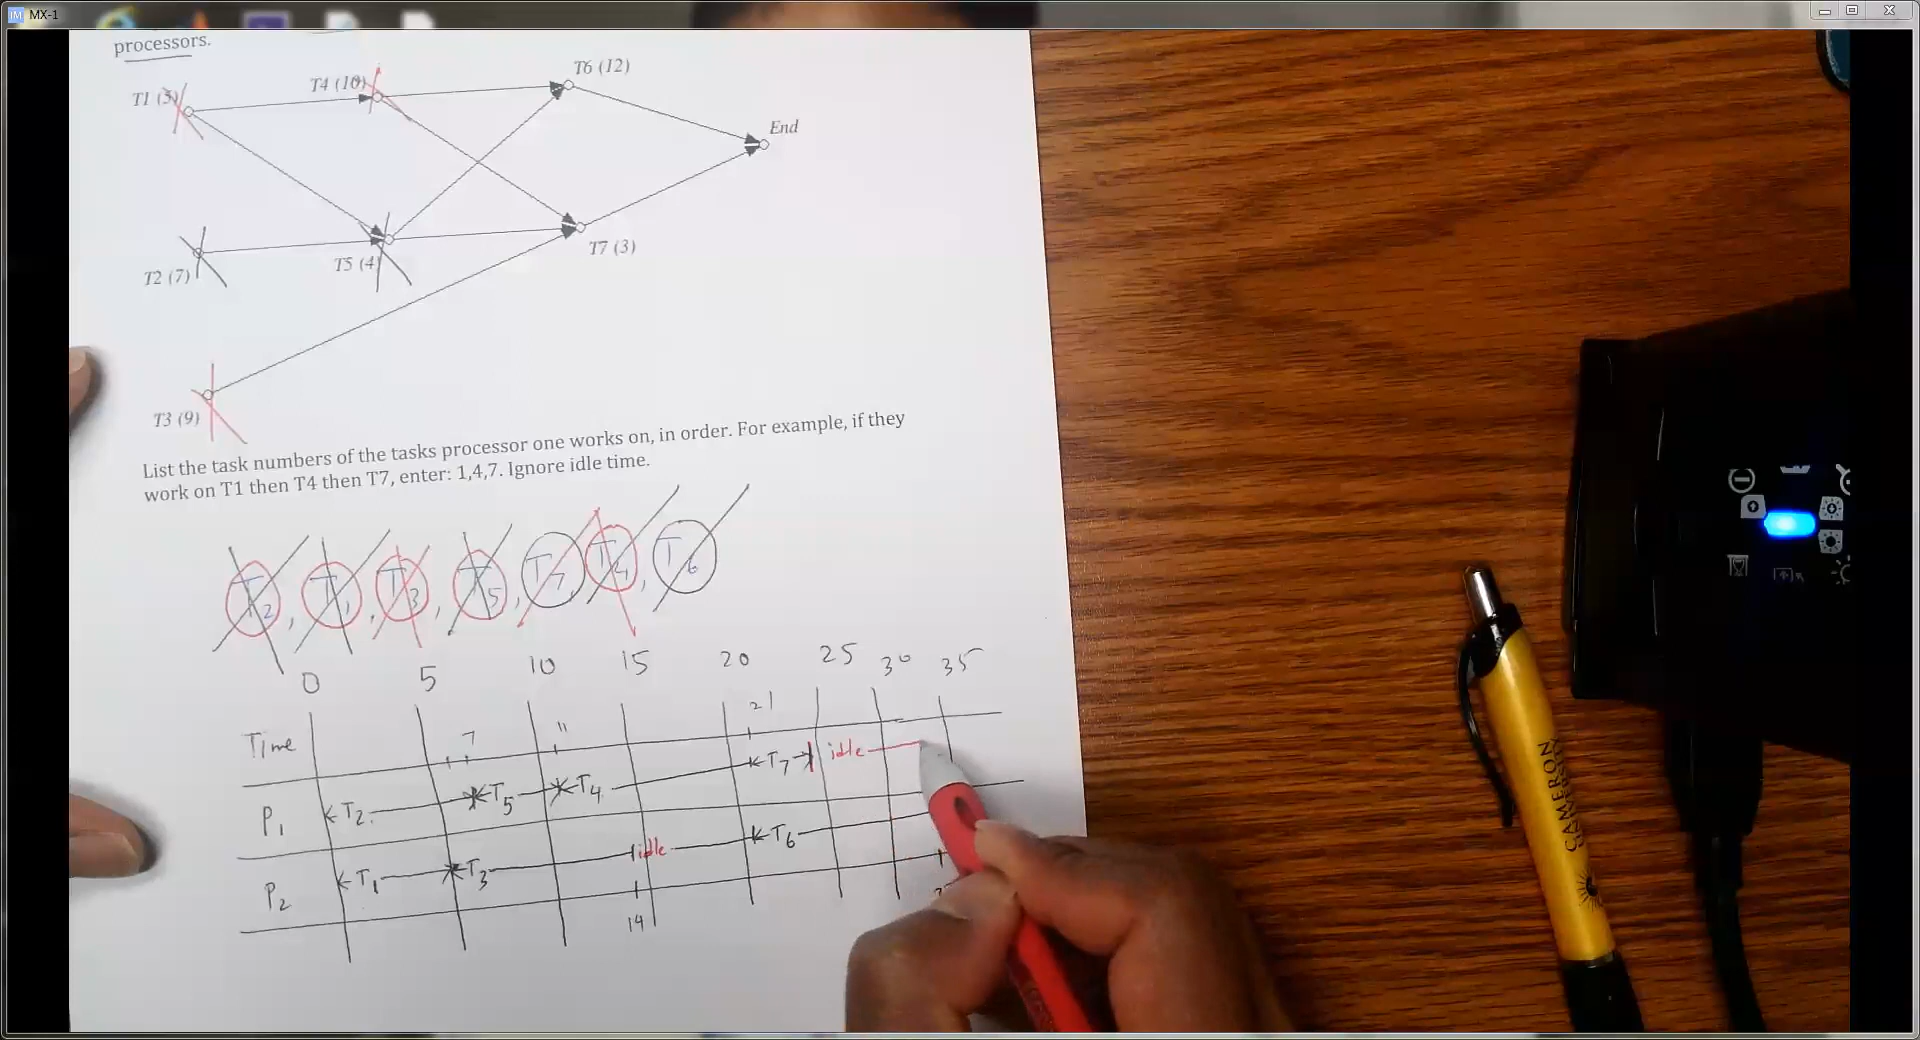 MX-1
processors.
T1 (5)
T4 (10)
T6 (12)
End
T2 (7)
T5 (4)
T7 (3)
T3 (9)
List the task numbers of the tasks processor one works on, in order. For example, if they
work on T1 then T4 then T7, enter: 1,4,7. Ignore idle time.
T2, T1, T3, T5, T7, T4, T6
0 5 10 15 20 25 30 35
Time 7 11 21
P1 T2 T5 T4 T7 idle
P2 T1 T3 idle T6
14
CAMERON
UNIVERSITY